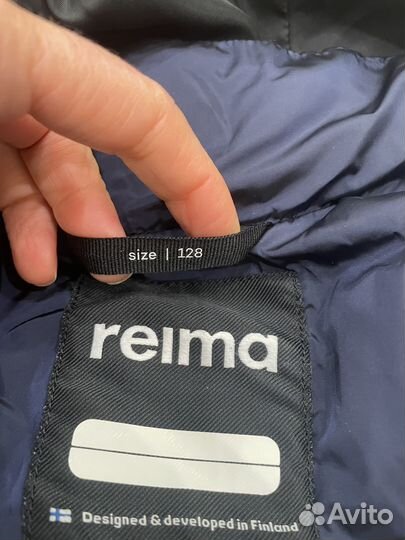 size | 128
reima
Designed & developed in Finland
Avito